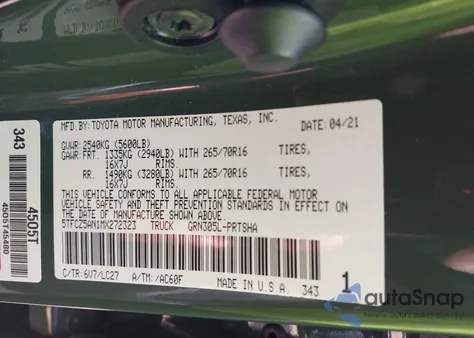 MFD.BY: TOYOTA MOTOR MANUFACTURING, TEXAS, INC.
DATE: 04/21
GVWR: 2540KG (5600LB)
GAWR: FRT. 1335KG (2940LB) WITH 265/70R16 TIRES,
16X7J RIMS.
RR. 1490KG (3280LB) WITH 265/70R16 TIRES,
16X7J RIMS.
THIS VEHICLE CONFORMS TO ALL APPLICABLE FEDERAL MOTOR
VEHICLE SAFETY AND THEFT PREVENTION STANDARDS IN EFFECT ON
THE DATE OF MANUFACTURE SHOWN ABOVE.
5TFCZ5AN1MX272323 TRUCK GRN305L-PRTSHA
C/TR: 6V7/LC27 A/TM: /AC60F MADE IN U.S.A. 343
1
343
4505T
4505T45480
autoSnap